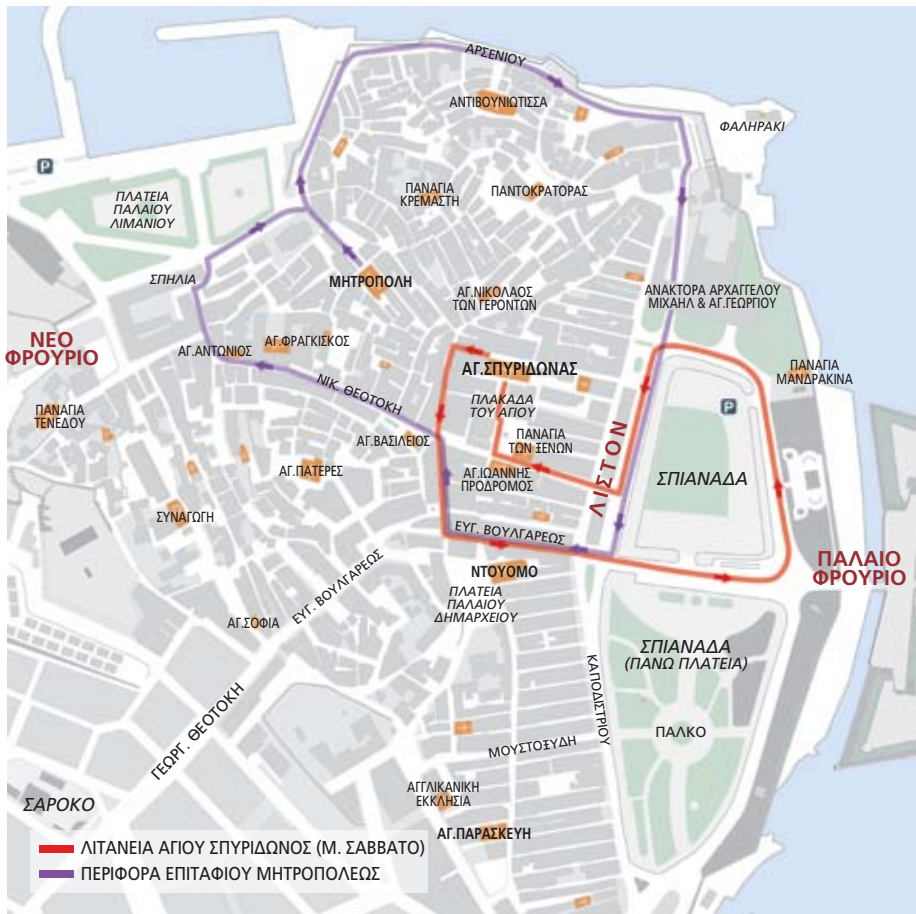 ΑΡΣΕΝΙΟΥ
ΑΝΤΙΒΟΥΝΙΩΤΙΣΣΑ
ΦΑΛΗΡΑΚΙ
P
ΠΛΑΤΕΙΑ
ΠΑΛΑΙΟΥ
ΛΙΜΑΝΙΟΥ
ΠΑΝΑΓΙΑ
ΚΡΕΜΑΣΤΗ
ΠΑΝΤΟΚΡΑΤΟΡΑΣ
ΣΠΗΛΙΑ
ΜΗΤΡΟΠΟΛΗ
ΑΓ.ΝΙΚΟΛΑΟΣ
ΤΩΝ ΓΕΡΟΝΤΩΝ
ΑΝΑΚΤΟΡΑ ΑΡΧΑΓΓΕΛΟΥ
ΜΙΧΑΗΛ & ΑΓ.ΓΕΩΡΓΙΟΥ
ΝΕΟ
ΦΡΟΥΡΙΟ
ΑΓ.ΑΝΤΩΝΙΟΣ
ΑΓ.ΦΡΑΓΚΙΣΚΟΣ
ΑΓ.ΣΠΥΡΙΔΩΝΑΣ
ΠΑΝΑΓΙΑ
ΜΑΝΔΡΑΚΙΝΑ
ΝΙΚ. ΘΕΟΤΟΚΗ
ΠΛΑΚΑΔΑ
ΤΟΥ ΑΓΙΟΥ
P
ΠΑΝΑΓΙΑ
ΤΕΝΕΔΟΥ
ΑΓ.ΒΑΣΙΛΕΙΟΣ
ΠΑΝΑΓΙΑ
ΤΩΝ ΞΕΝΩΝ
ΛΙΣΤΟΝ
ΑΓ.ΠΑΤΕΡΕΣ
ΑΓ.ΙΩΑΝΝΗΣ
ΠΡΟΔΡΟΜΟΣ
ΣΠΙΑΝΑΔΑ
ΣΥΝΑΓΩΓΗ
ΕΥΓ. ΒΟΥΛΓΑΡΕΩΣ
ΝΤΟΥΟΜΟ
ΠΑΛΑΙΟ
ΦΡΟΥΡΙΟ
ΕΥΓ. ΒΟΥΛΓΑΡΕΩΣ
ΠΛΑΤΕΙΑ
ΠΑΛΑΙΟΥ
ΔΗΜΑΡΧΕΙΟΥ
ΑΓ.ΣΟΦΙΑ
ΣΠΙΑΝΑΔΑ
(ΠΑΝΩ ΠΛΑΤΕΙΑ)
ΚΑΠΟΔΙΣΤΡΙΟΥ
ΓΕΩΡΓ. ΘΕΟΤΟΚΗ
ΠΑΛΚΟ
ΜΟΥΣΤΟΞΥΔΗ
ΣΑΡΟΚΟ
ΑΓΓΛΙΚΑΝΙΚΗ
ΕΚΚΛΗΣΙΑ
ΑΓ.ΠΑΡΑΣΚΕΥΗ
ΛΙΤΑΝΕΙΑ ΑΓΙΟΥ ΣΠΥΡΙΔΩΝΟΣ (Μ. ΣΑΒΒΑΤΟ)
ΠΕΡΙΦΟΡΑ ΕΠΙΤΑΦΙΟΥ ΜΗΤΡΟΠΟΛΕΩΣ